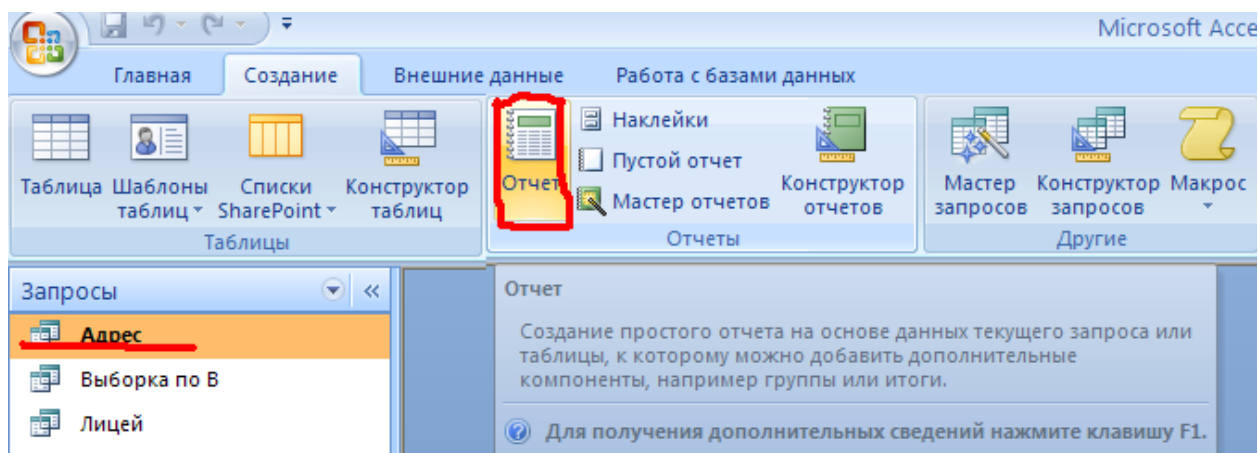 Microsoft Acce
Главная Создание Внешние данные Работа с базами данных
Таблица
Шаблоны
таблиц
Списки
SharePoint
Конструктор
таблиц
Таблицы
Отчет
Наклейки
Пустой отчет
Мастер отчетов
Конструктор
отчетов
Отчеты
Мастер
запросов
Конструктор
запросов
Макрос
Другие
Запросы
Адрес
Выборка по В
Лицей
Отчет
Создание простого отчета на основе данных текущего запроса или
таблицы, к которому можно добавить дополнительные
компоненты, например группы или итоги.
Для получения дополнительных сведений нажмите клавишу F1.